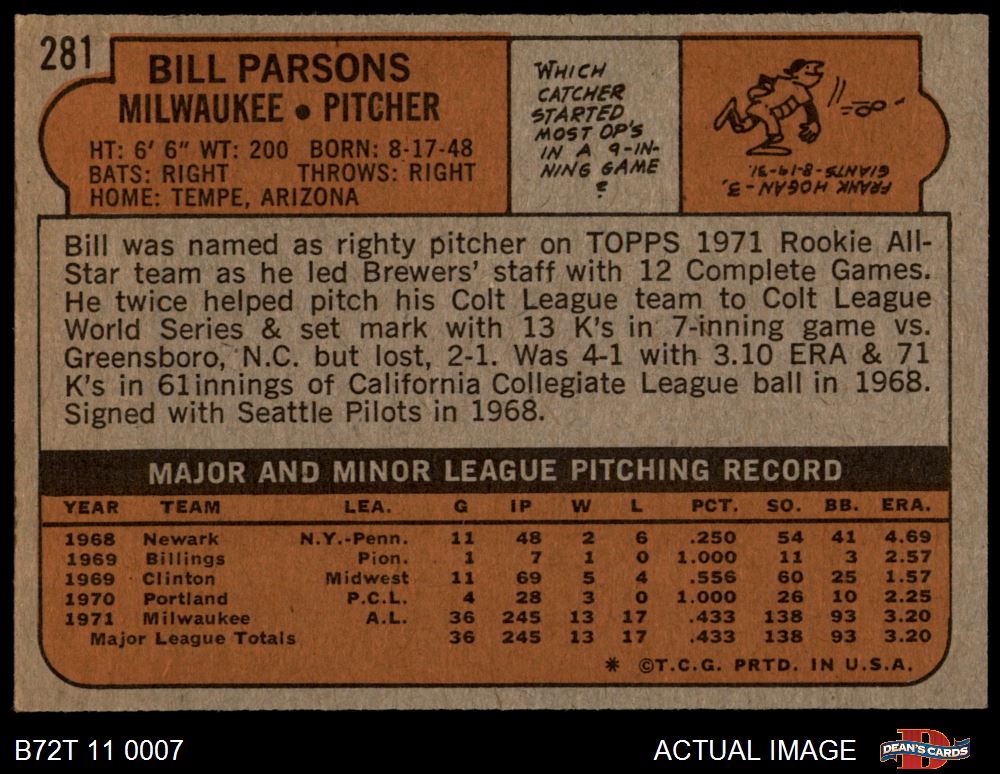 281
BILL PARSONS
MILWAUKEE • PITCHER
HT: 6' 6" WT: 200 BORN: 8-17-48
BATS: RIGHT THROWS: RIGHT
HOME: TEMPE, ARIZONA
WHICH
CATCHER
STARTED
MOST DP'S
IN A 9-IN-
NING GAME
?
FRANK HOGAN 3,
GIANTS-8-19-'31.
Bill was named as righty pitcher on TOPPS 1971 Rookie All-
Star team as he led Brewers' staff with 12 Complete Games.
He twice helped pitch his Colt League team to Colt League
World Series & set mark with 13 K's in 7-inning game vs.
Greensboro, N.C. but lost, 2-1. Was 4-1 with 3.10 ERA & 71
K's in 61innings of California Collegiate League ball in 1968.
Signed with Seattle Pilots in 1968.
MAJOR AND MINOR LEAGUE PITCHING RECORD
YEAR TEAM LEA. G IP W L PCT. SO. BB. ERA.
1968 Newark N.Y.-Penn. 11 48 2 6 .250 54 41 4.69
1969 Billings Pion. 1 7 1 0 1.000 11 3 2.57
1969 Clinton Midwest 11 69 5 4 .556 60 25 1.57
1970 Portland P.C.L. 4 28 3 0 1.000 26 10 2.25
1971 Milwaukee A.L. 36 245 13 17 .433 138 93 3.20
Major League Totals 36 245 13 17 .433 138 93 3.20
* ©T.C.G. PRTD. IN U.S.A.
B72T 11 0007
ACTUAL IMAGE
DEAN'S CARDS